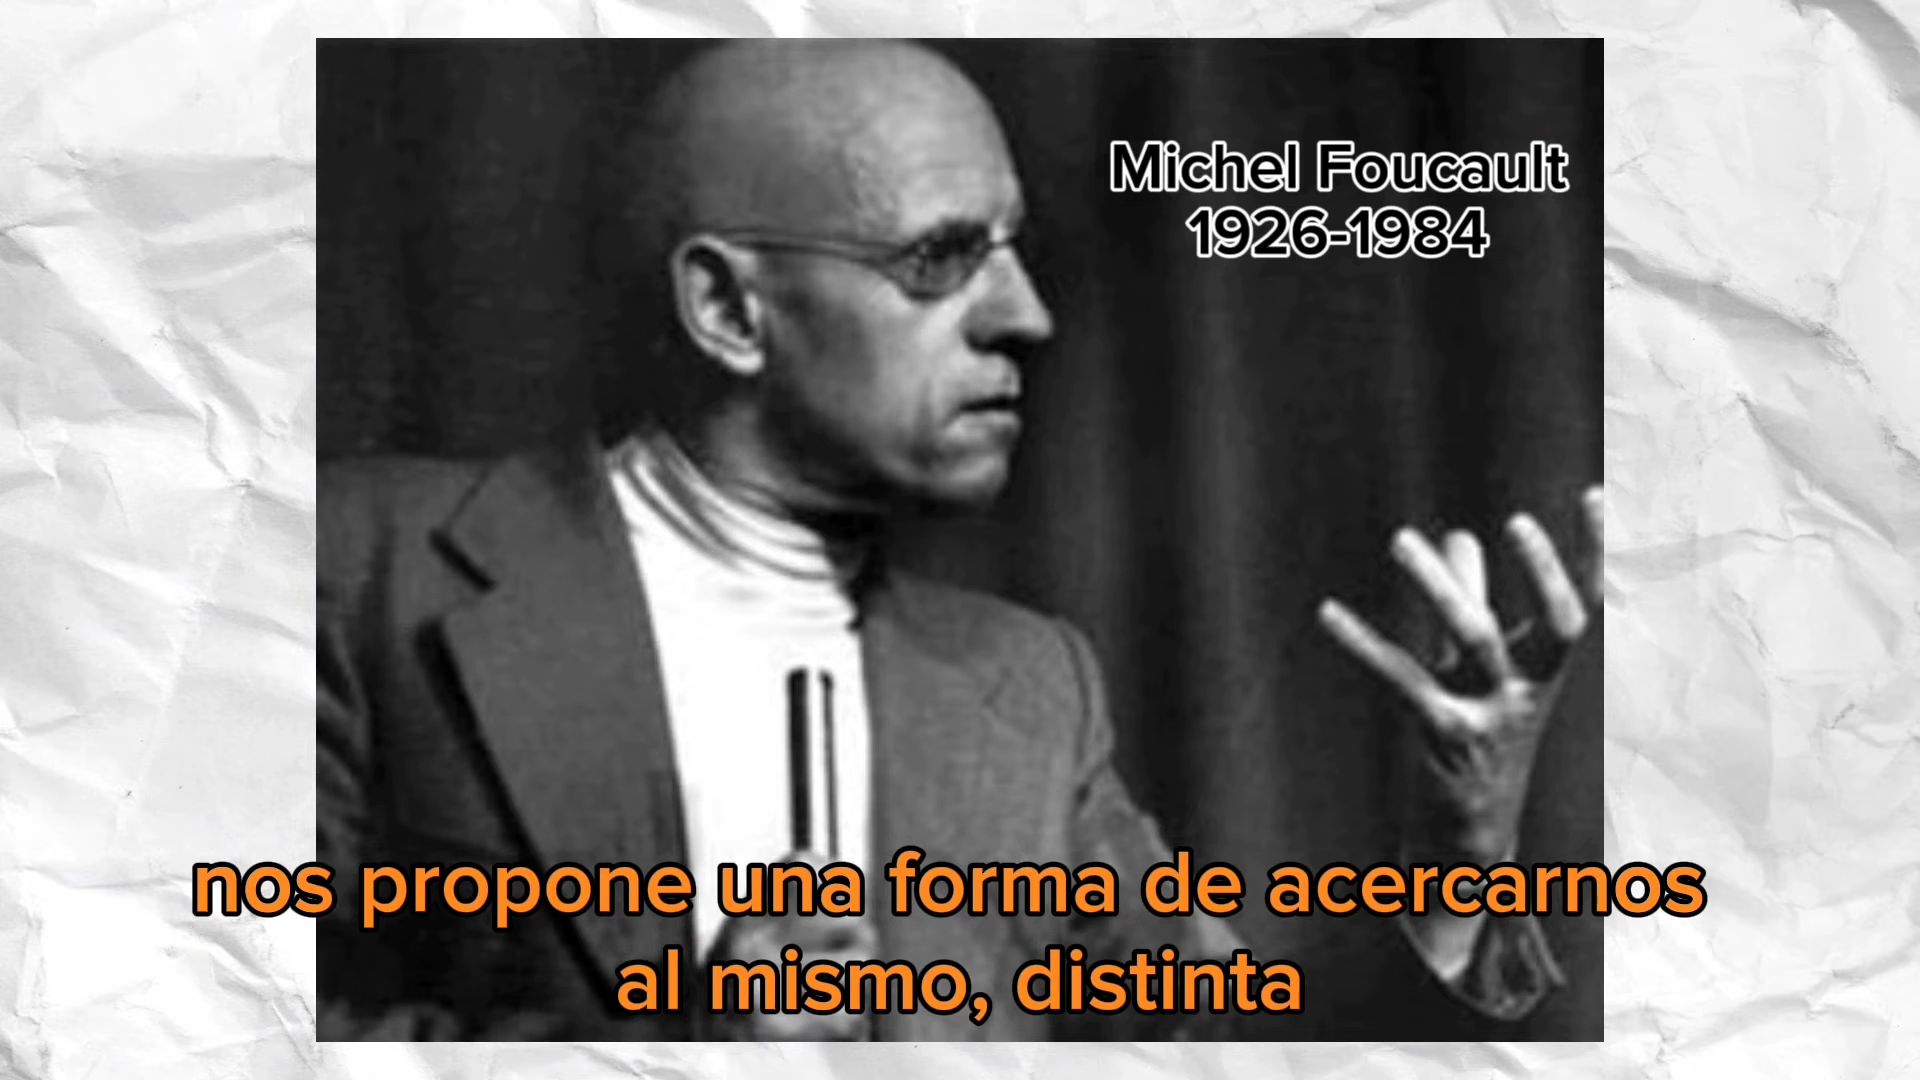 Michel Foucault
1926-1984
nos propone una forma de acercarnos
al mismo, distinta